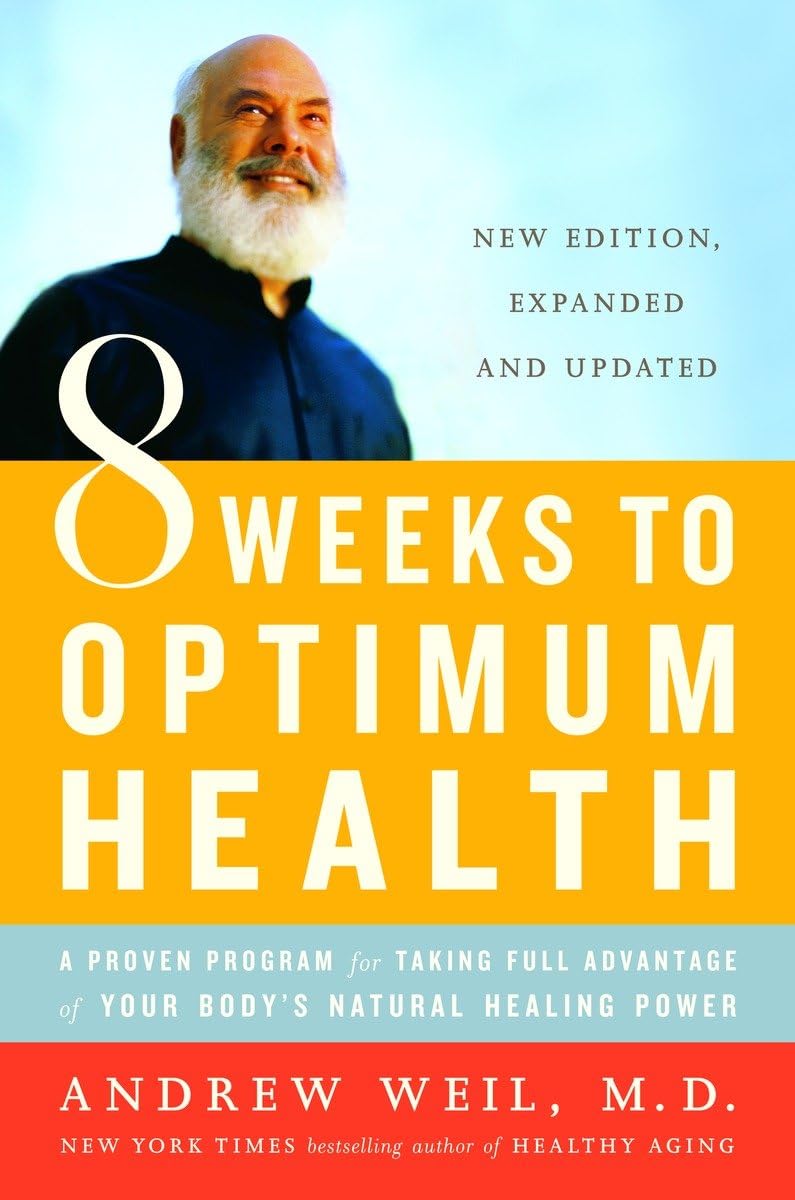 NEW EDITION,
EXPANDED
AND UPDATED
8 WEEKS TO
OPTIMUM
HEALTH
A PROVEN PROGRAM for TAKING FULL ADVANTAGE
of YOUR BODY'S NATURAL HEALING POWER
ANDREW WEIL, M.D.
NEW YORK TIMES bestselling author of HEALTHY AGING